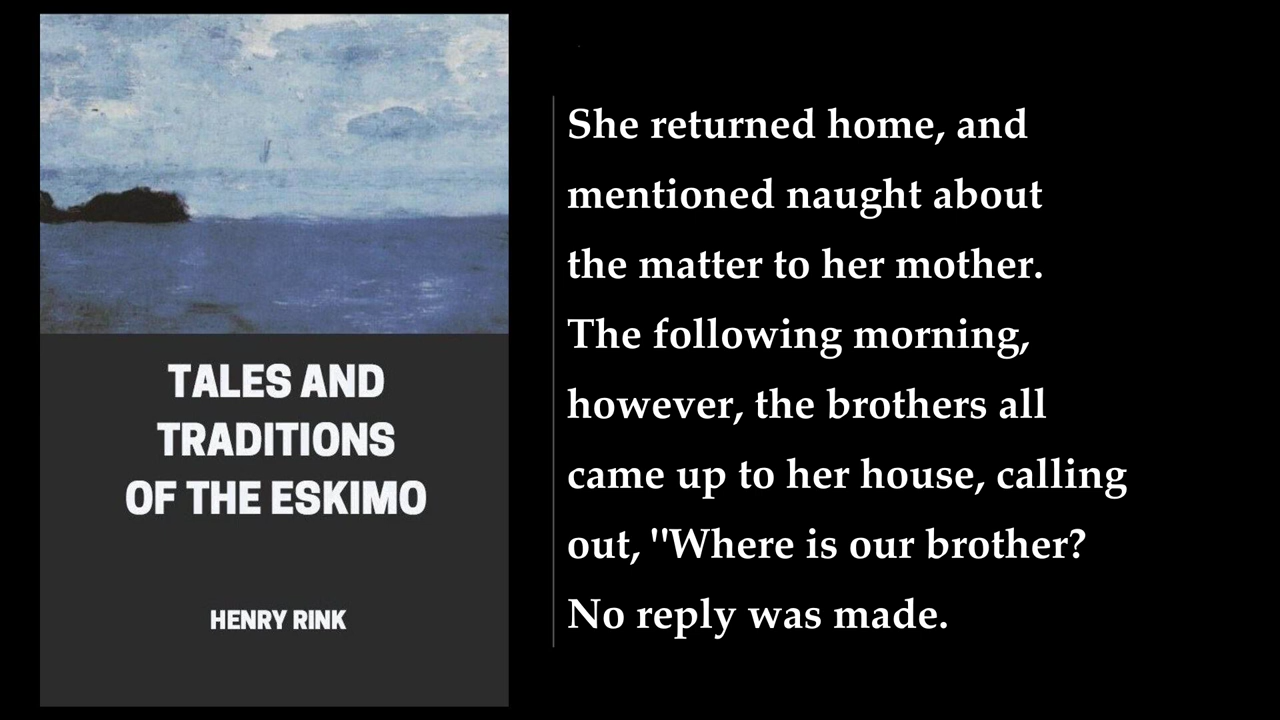 TALES AND
TRADITIONS
OF THE ESKIMO
HENRY RINK
She returned home, and
mentioned naught about
the matter to her mother.
The following morning,
however, the brothers all
came up to her house, calling
out, "Where is our brother?
No reply was made.